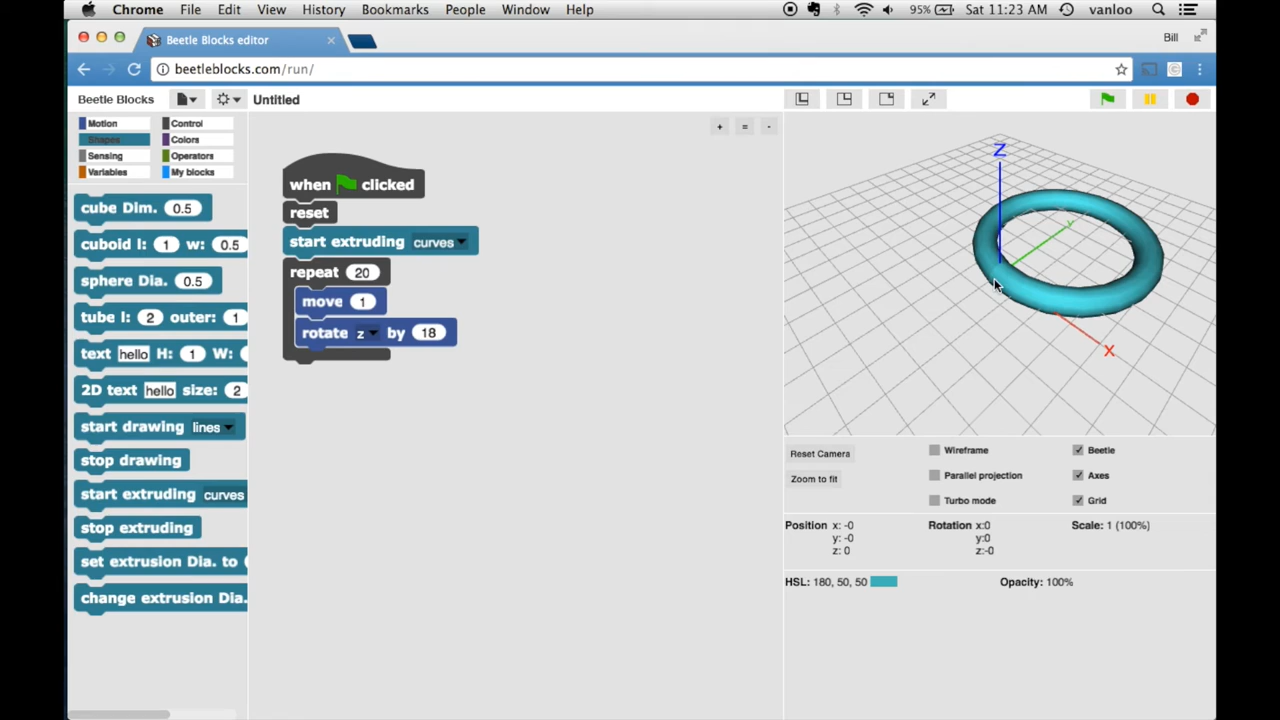 Chrome File Edit View History Bookmarks People Window Help 95% Sat 11:23 AM vanloo
Beetle Blocks editor Bill
beetleblocks.com/run/
Beetle Blocks Untitled
Motion Control
Shapes Colors
Sensing Operators
Variables My blocks
+ = -
cube Dim. 0.5
cuboid l: 1 w: 0.5
sphere Dia. 0.5
tube l: 2 outer: 1
text hello H: 1 W:
2D text hello size: 2
start drawing lines
stop drawing
start extruding curves
stop extruding
set extrusion Dia. to
change extrusion Dia.
when clicked
reset
start extruding curves
repeat 20
move 1
rotate z by 18
Z
Y
X
Reset Camera Wireframe Beetle
Zoom to fit Parallel projection Axes
Turbo mode Grid
Position x: -0 Rotation x:0 Scale: 1 (100%)
y: -0 y:0
z: 0 z:-0
HSL: 180, 50, 50 Opacity: 100%